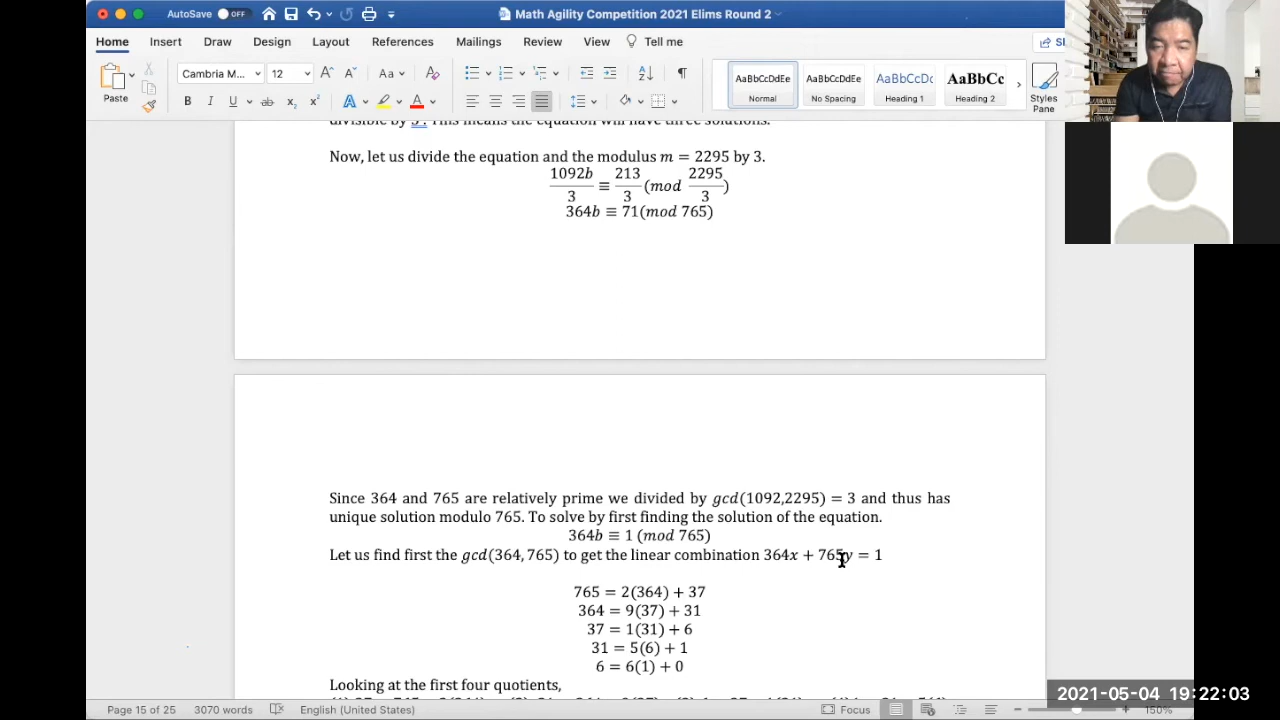 AutoSave OFF
Math Agility Competition 2021 Elims Round 2
Home Insert Draw Design Layout References Mailings Review View Tell me
Paste
Cambria M... 12
AaBbCcDdEe AaBbCcDdEe AaBbCcDc AaBbCc
Normal No Spacing Heading 1 Heading 2
Styles Pane
Now, let us divide the equation and the modulus m = 2295 by 3.
1092b/3 ≡ 213/3 (mod 2295/3)
364b ≡ 71(mod 765)
Since 364 and 765 are relatively prime we divided by gcd(1092,2295) = 3 and thus has
unique solution modulo 765. To solve by first finding the solution of the equation.
364b ≡ 1 (mod 765)
Let us find first the gcd(364, 765) to get the linear combination 364x + 765y = 1
765 = 2(364) + 37
364 = 9(37) + 31
37 = 1(31) + 6
31 = 5(6) + 1
6 = 6(1) + 0
Looking at the first four quotients,
Page 15 of 25 3070 words English (United States) Focus 150%
2021-05-04 19:22:03